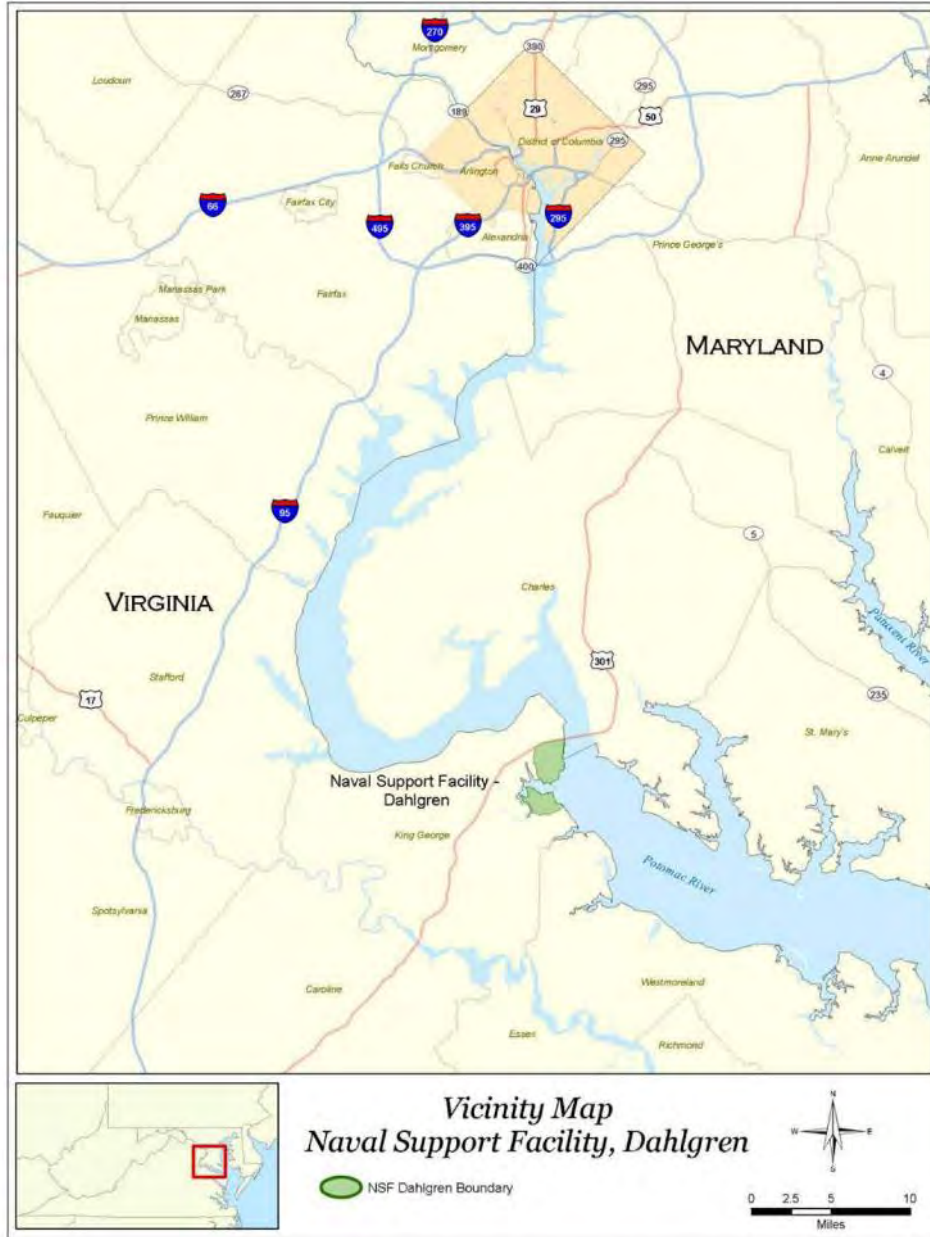 270
Montgomery
390
Loudoun
267
189
29
295
50
District of Columbia
295
Falls Church
Arlington
Anne Arundel
66
Fairfax City
495
395
295
Alexandria
400
Prince George's
Manassas Park
Fairfax
Manassas
MARYLAND
4
Prince William
Calvert
95
Fauquier
5
Charles
VIRGINIA
Patuxent River
301
Stafford
17
235
Culpeper
St. Mary's
Naval Support Facility -
Dahlgren
Fredericksburg
King George
Potomac River
Spotsylvania
Caroline
Westmoreland
Essex
Richmond
Vicinity Map
Naval Support Facility, Dahlgren
N
W
E
S
NSF Dahlgren Boundary
0 2.5 5 10
Miles